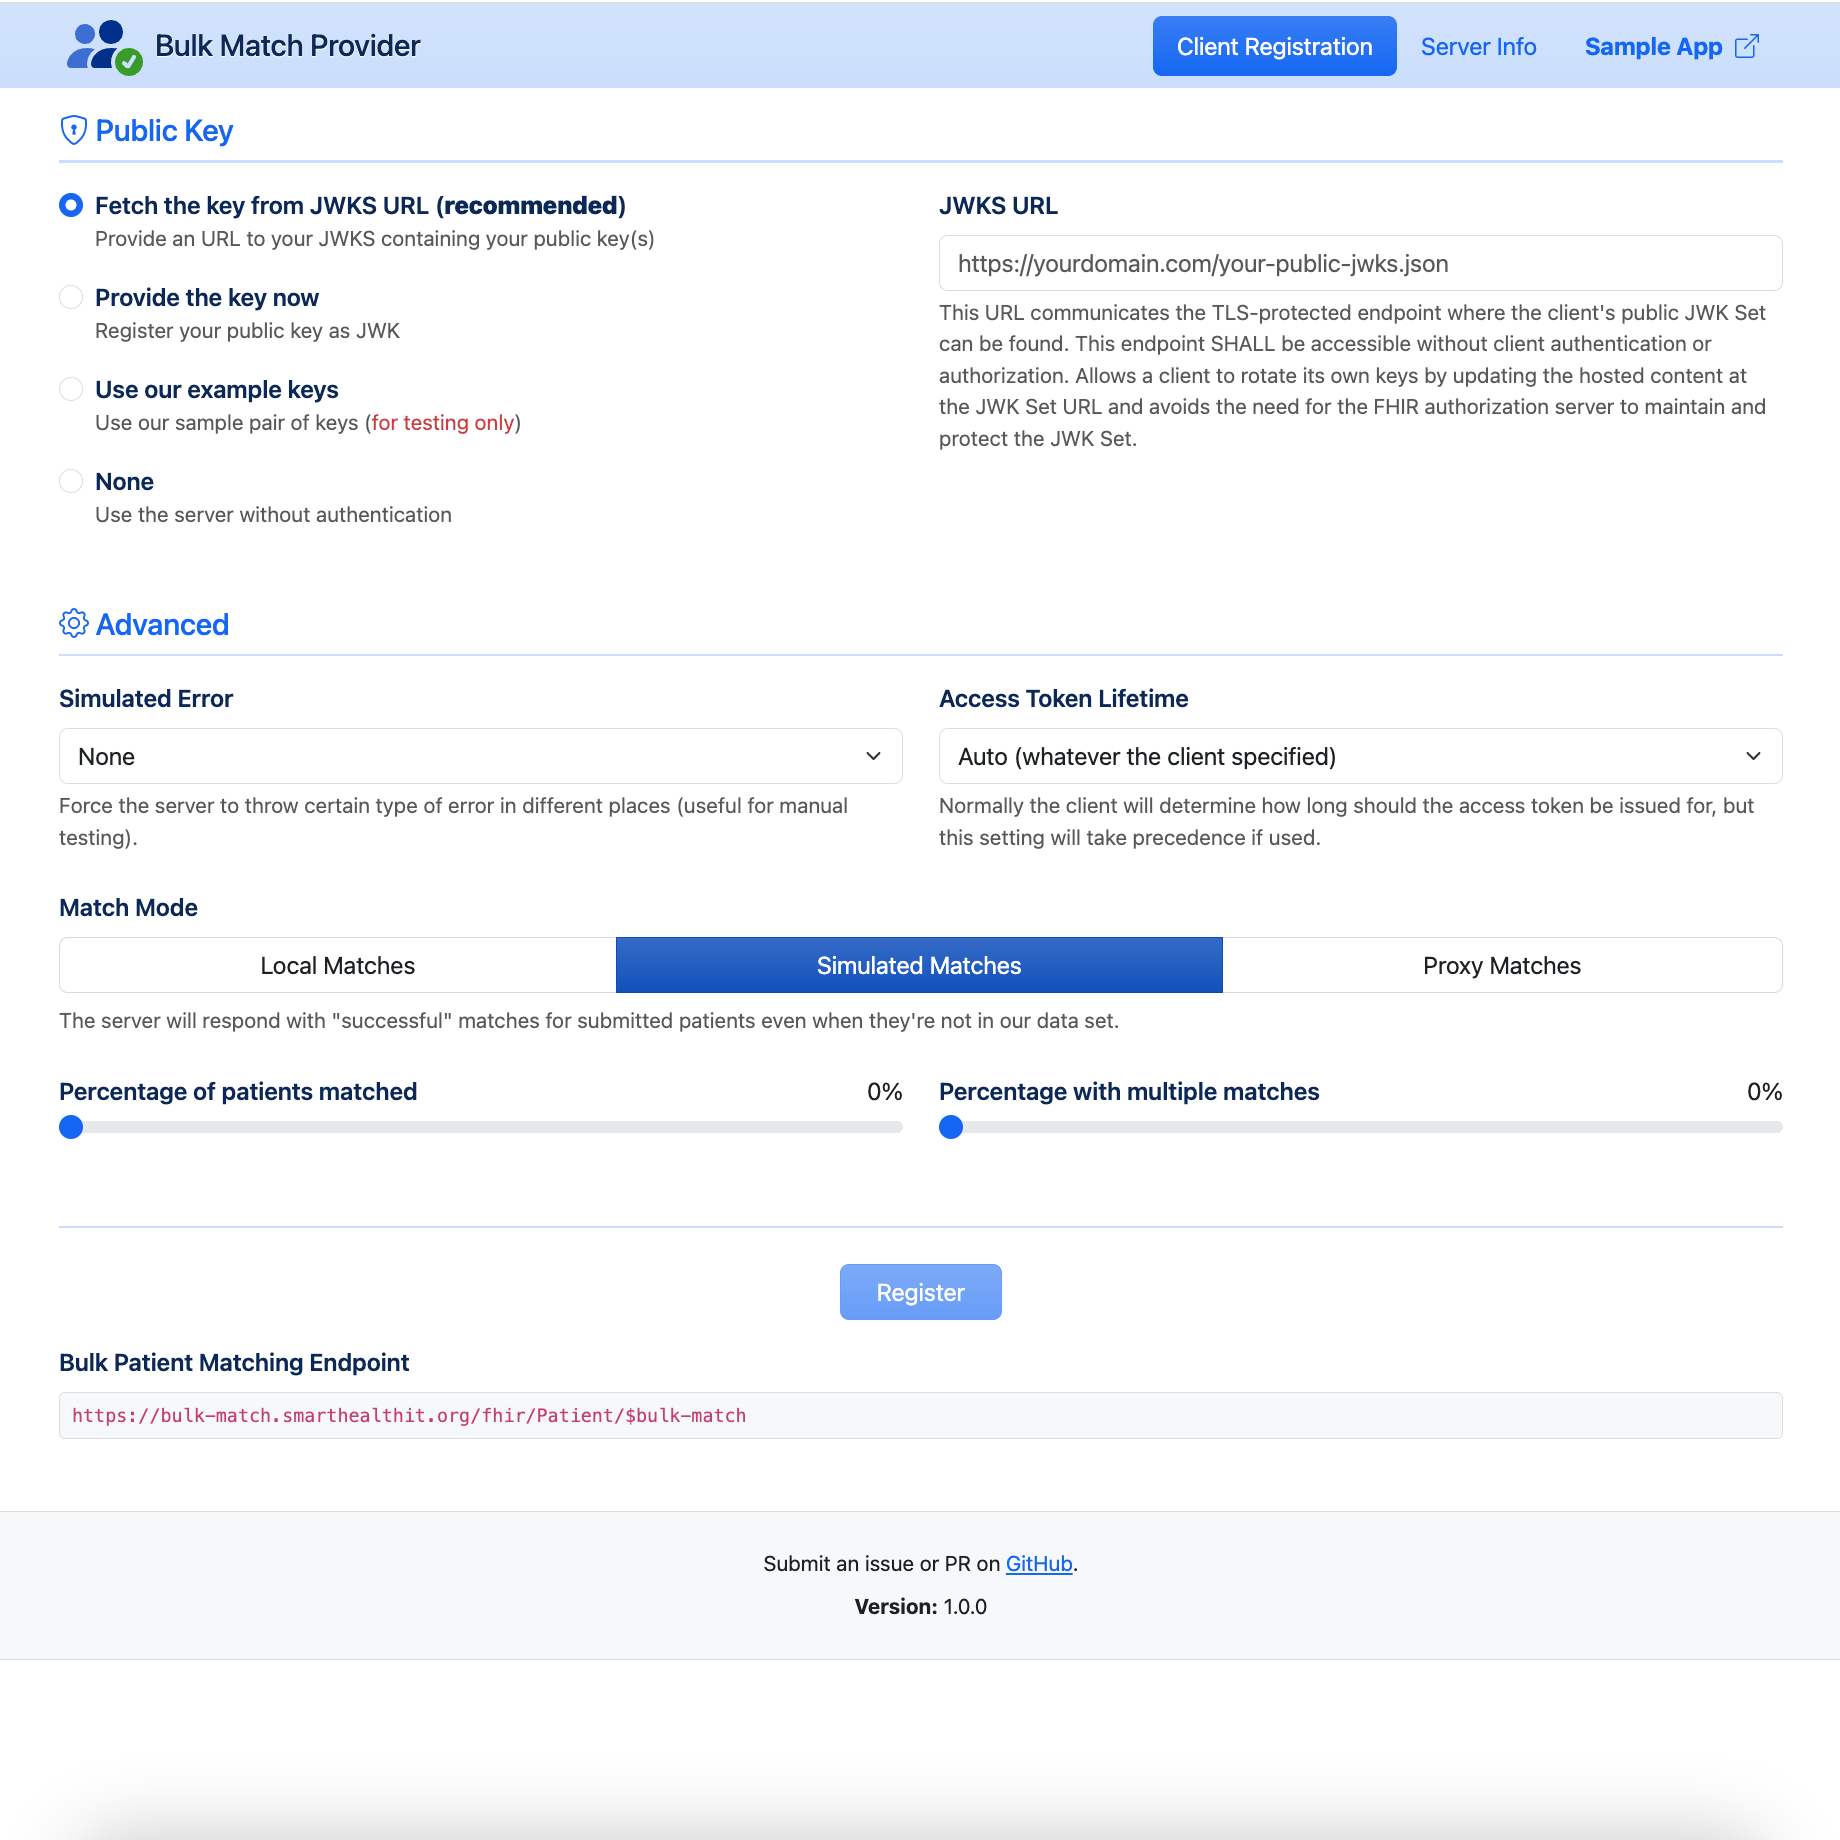 Bulk Match Provider
Client Registration
Server Info
Sample App
Public Key
Fetch the key from JWKS URL (recommended)
Provide an URL to your JWKS containing your public key(s)
Provide the key now
Register your public key as JWK
Use our example keys
Use our sample pair of keys (for testing only)
None
Use the server without authentication
JWKS URL
https://yourdomain.com/your-public-jwks.json
This URL communicates the TLS-protected endpoint where the client's public JWK Set
can be found. This endpoint SHALL be accessible without client authentication or
authorization. Allows a client to rotate its own keys by updating the hosted content at
the JWK Set URL and avoids the need for the FHIR authorization server to maintain and
protect the JWK Set.
Advanced
Simulated Error
None
Force the server to throw certain type of error in different places (useful for manual
testing).
Access Token Lifetime
Auto (whatever the client specified)
Normally the client will determine how long should the access token be issued for, but
this setting will take precedence if used.
Match Mode
Local Matches
Simulated Matches
Proxy Matches
The server will respond with "successful" matches for submitted patients even when they're not in our data set.
Percentage of patients matched
0%
Percentage with multiple matches
0%
Register
Bulk Patient Matching Endpoint
https://bulk-match.smarthealthit.org/fhir/Patient/$bulk-match
Submit an issue or PR on GitHub.
Version: 1.0.0